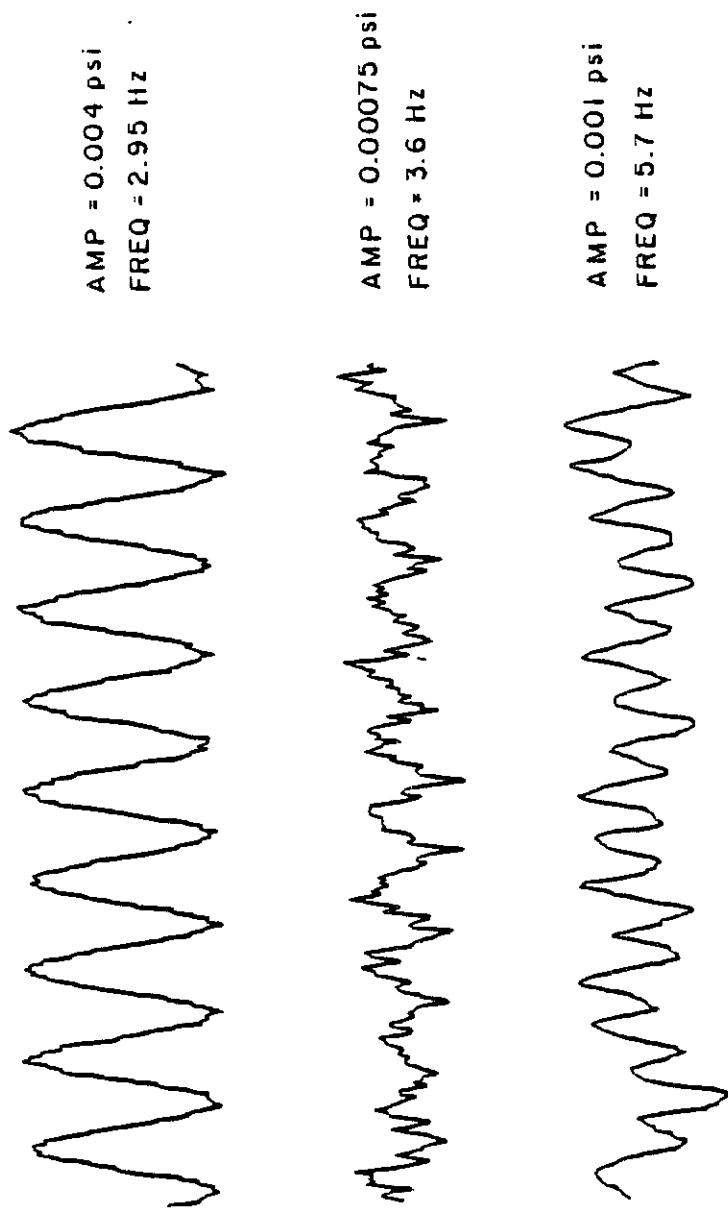 AMP = 0.004 psi
FREQ = 2.95 Hz
AMP = 0.00075 psi
FREQ = 3.6 Hz
AMP = 0.001 psi
FREQ = 5.7 Hz